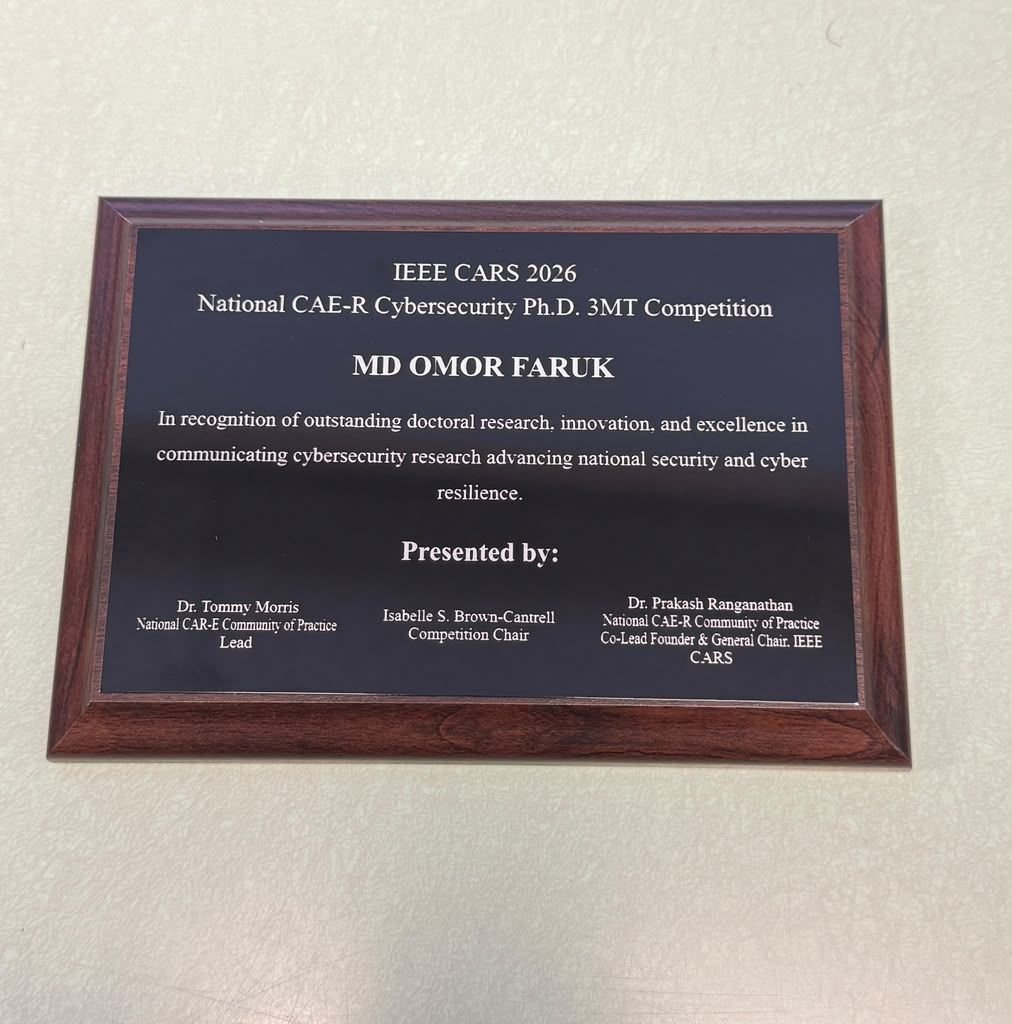 IEEE CARS 2026
National CAE-R Cybersecurity Ph.D. 3MT Competition
MD OMOR FARUK
In recognition of outstanding doctoral research, innovation, and excellence in
communicating cybersecurity research advancing national security and cyber
resilience.
Presented by:
Dr. Tommy Morris
National CAR-E Community of Practice
Lead
Isabelle S. Brown-Cantrell
Competition Chair
Dr. Prakash Ranganathan
National CAE-R Community of Practice
Co-Lead Founder & General Chair, IEEE
CARS